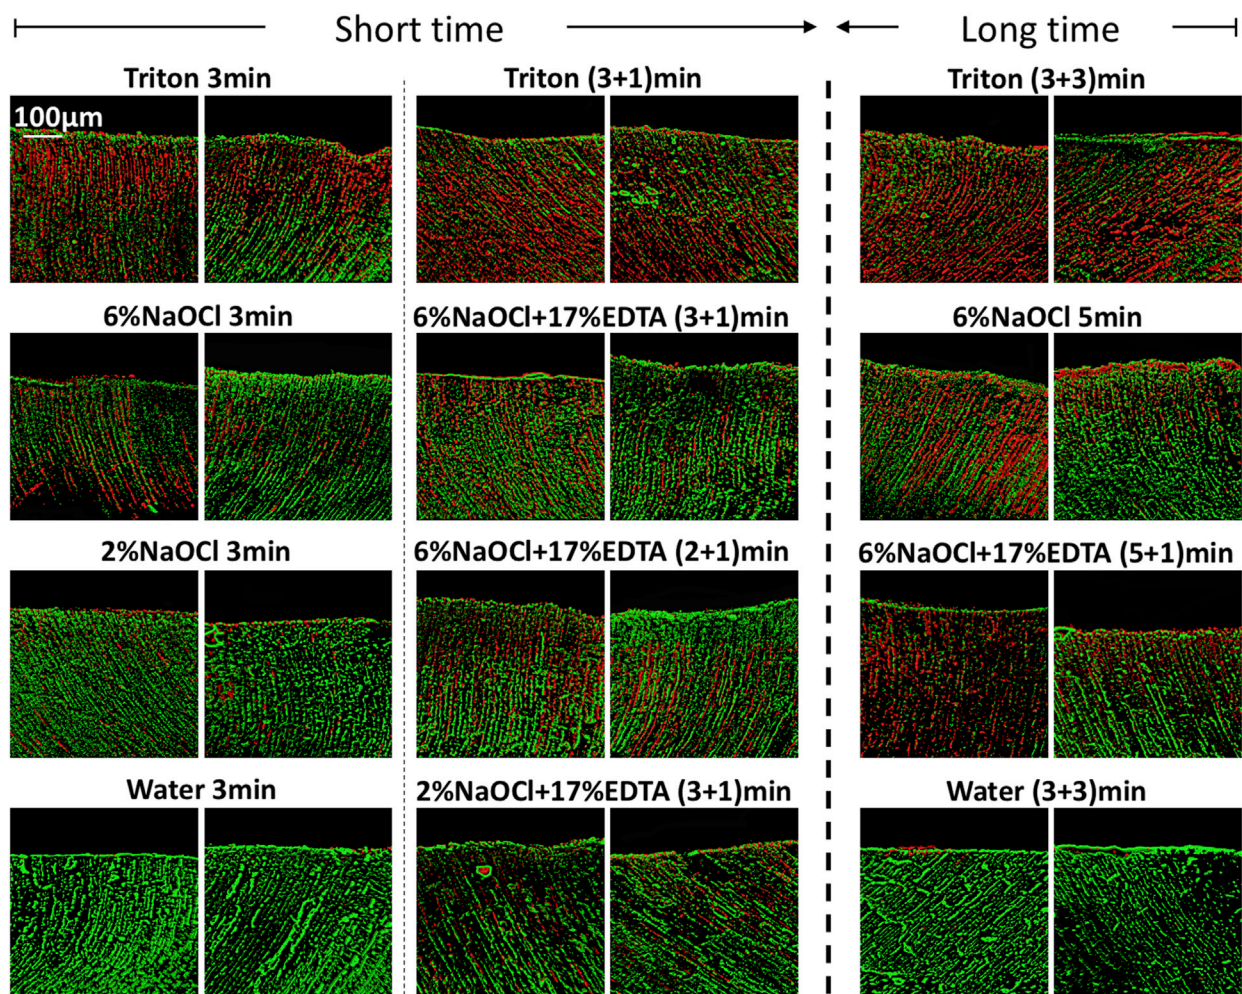 Short time
Long time
Triton 3min
Triton (3+1)min
Triton (3+3)min
100µm
6%NaOCl 3min
6%NaOCl+17%EDTA (3+1)min
6%NaOCl 5min
2%NaOCl 3min
6%NaOCl+17%EDTA (2+1)min
6%NaOCl+17%EDTA (5+1)min
Water 3min
2%NaOCl+17%EDTA (3+1)min
Water (3+3)min